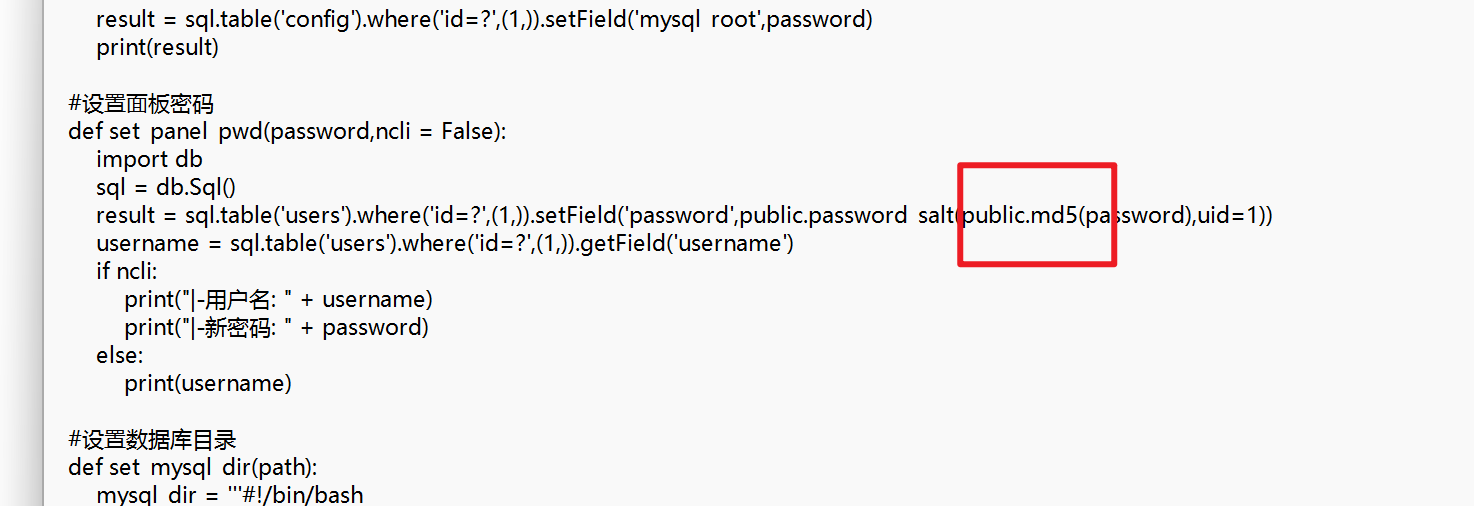 result = sql.table('config').where('id=?',(1,)).setField('mysql root',password)
print(result)
#设置面板密码
def set panel pwd(password,ncli = False):
import db
sql = db.Sql()
result = sql.table('users').where('id=?',(1,)).setField('password',public.password salt(public.md5(password),uid=1))
username = sql.table('users').where('id=?',(1,)).getField('username')
if ncli:
print("|-用户名: " + username)
print("|-新密码: " + password)
else:
print(username)
#设置数据库目录
def set mysql dir(path):
mysql dir = '''#!/bin/bash